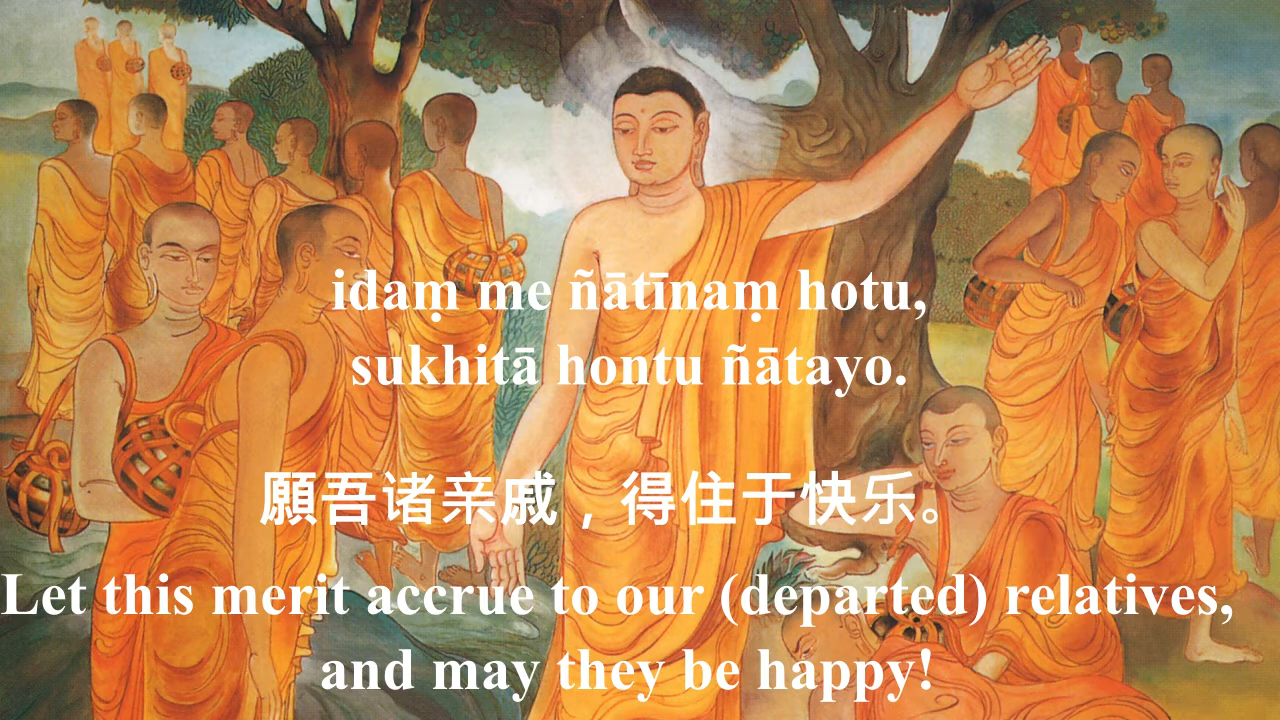 idaṃ me ñātīnaṃ hotu,
sukhitā hontu ñātayo.
願吾诸亲戚，得住于快乐。
Let this merit accrue to our (departed) relatives,
and may they be happy!